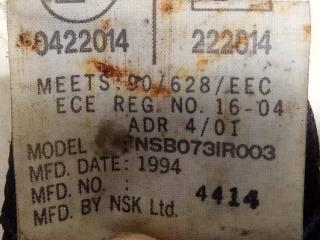 0422014 222014
MEETS 90/628/EEC
ECE REG. NO. 16-04
ADR 4/01
MODEL : NSB073IR003
MFD. DATE: 1994
MFD. NO. : 4414
MFD. BY NSK Ltd.